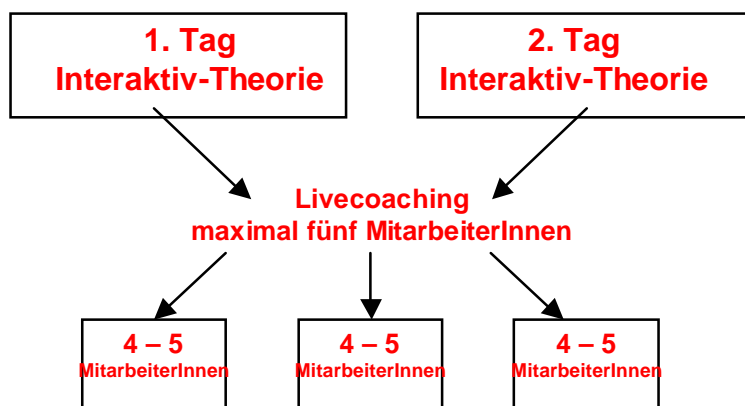 1. Tag
Interaktiv-Theorie
2. Tag
Interaktiv-Theorie
Livecoaching
maximal fünf MitarbeiterInnen
4 – 5
MitarbeiterInnen
4 – 5
MitarbeiterInnen
4 – 5
MitarbeiterInnen